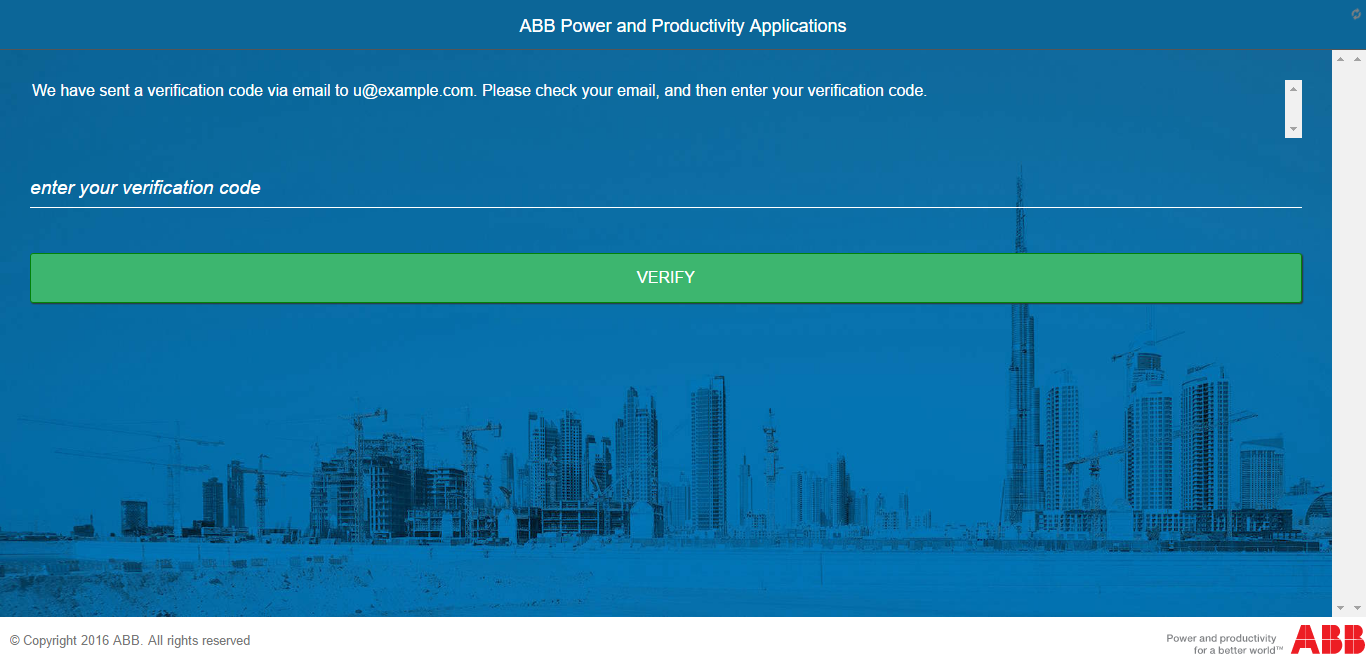 ABB Power and Productivity Applications
We have sent a verification code via email to u@example.com. Please check your email, and then enter your verification code.
enter your verification code
VERIFY
© Copyright 2016 ABB. All rights reserved
Power and productivity
for a better world™
ABB